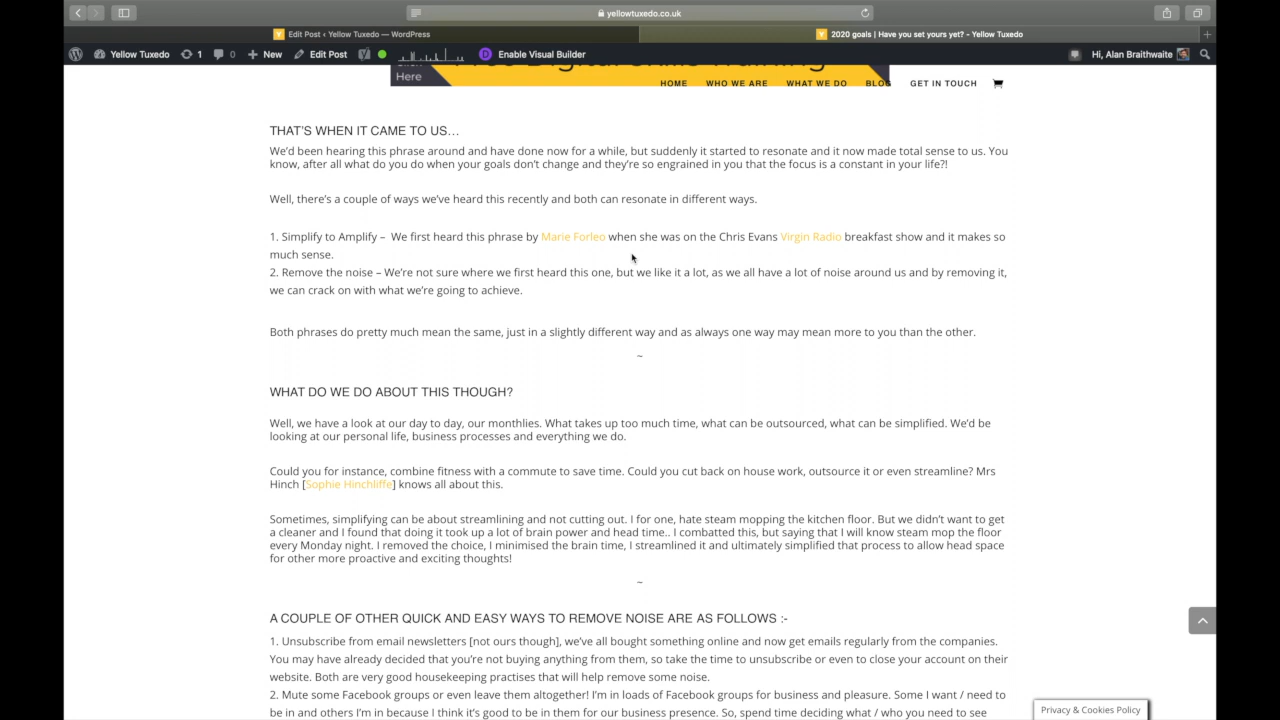 yellowtuxedo.co.uk
Edit Post ‹ Yellow Tuxedo — WordPress
2020 goals | Have you set yours yet? - Yellow Tuxedo
Yellow Tuxedo 1 0 New Edit Post Enable Visual Builder Hi, Alan Braithwaite
Here
HOME WHO WE ARE WHAT WE DO BLOG GET IN TOUCH
THAT'S WHEN IT CAME TO US…
We'd been hearing this phrase around and have done now for a while, but suddenly it started to resonate and it now made total sense to us. You
know, after all what do you do when your goals don't change and they're so engrained in you that the focus is a constant in your life?!
Well, there's a couple of ways we've heard this recently and both can resonate in different ways.
1. Simplify to Amplify – We first heard this phrase by Marie Forleo when she was on the Chris Evans Virgin Radio breakfast show and it makes so
much sense.
2. Remove the noise – We're not sure where we first heard this one, but we like it a lot, as we all have a lot of noise around us and by removing it,
we can crack on with what we're going to achieve.
Both phrases do pretty much mean the same, just in a slightly different way and as always one way may mean more to you than the other.
~
WHAT DO WE DO ABOUT THIS THOUGH?
Well, we have a look at our day to day, our monthlies. What takes up too much time, what can be outsourced, what can be simplified. We'd be
looking at our personal life, business processes and everything we do.
Could you for instance, combine fitness with a commute to save time. Could you cut back on house work, outsource it or even streamline? Mrs
Hinch [Sophie Hinchliffe] knows all about this.
Sometimes, simplifying can be about streamlining and not cutting out. I for one, hate steam mopping the kitchen floor. But we didn't want to get
a cleaner and I found that doing it took up a lot of brain power and head time.. I combatted this, but saying that I will know steam mop the floor
every Monday night. I removed the choice, I minimised the brain time, I streamlined it and ultimately simplified that process to allow head space
for other more proactive and exciting thoughts!
~
A COUPLE OF OTHER QUICK AND EASY WAYS TO REMOVE NOISE ARE AS FOLLOWS :-
1. Unsubscribe from email newsletters [not ours though], we've all bought something online and now get emails regularly from the companies.
You may have already decided that you're not buying anything from them, so take the time to unsubscribe or even to close your account on their
website. Both are very good housekeeping practises that will help remove some noise.
2. Mute some Facebook groups or even leave them altogether! I'm in loads of Facebook groups for business and pleasure. Some I want / need to
be in and others I'm in because I think it's good to be in them for our business presence. So, spend time deciding what / who you need to see
Privacy & Cookies Policy